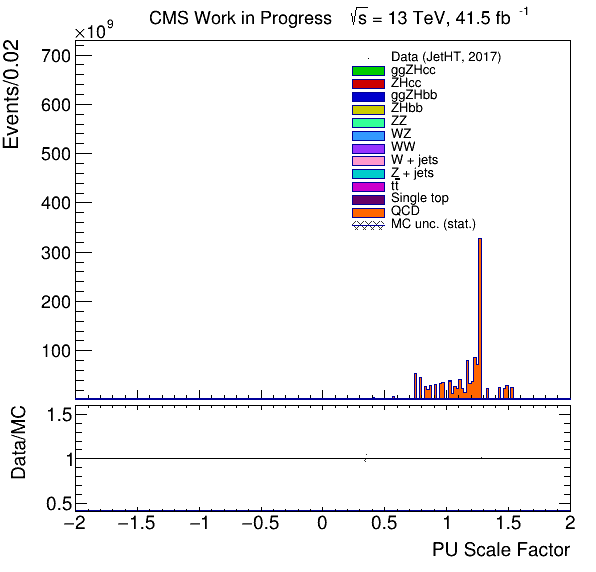 CMS Work in Progress √s = 13 TeV, 41.5 fb⁻¹
×10⁹
Events/0.02
700
600
500
400
300
200
100
Data (JetHT, 2017)
ggZHcc
ZHcc
ggZHbb
ZHbb
ZZ
WZ
WW
W + jets
Z + jets
tt̅
Single top
QCD
MC unc. (stat.)
Data/MC
1.5
1
0.5
−2 −1.5 −1 −0.5 0 0.5 1 1.5 2
PU Scale Factor